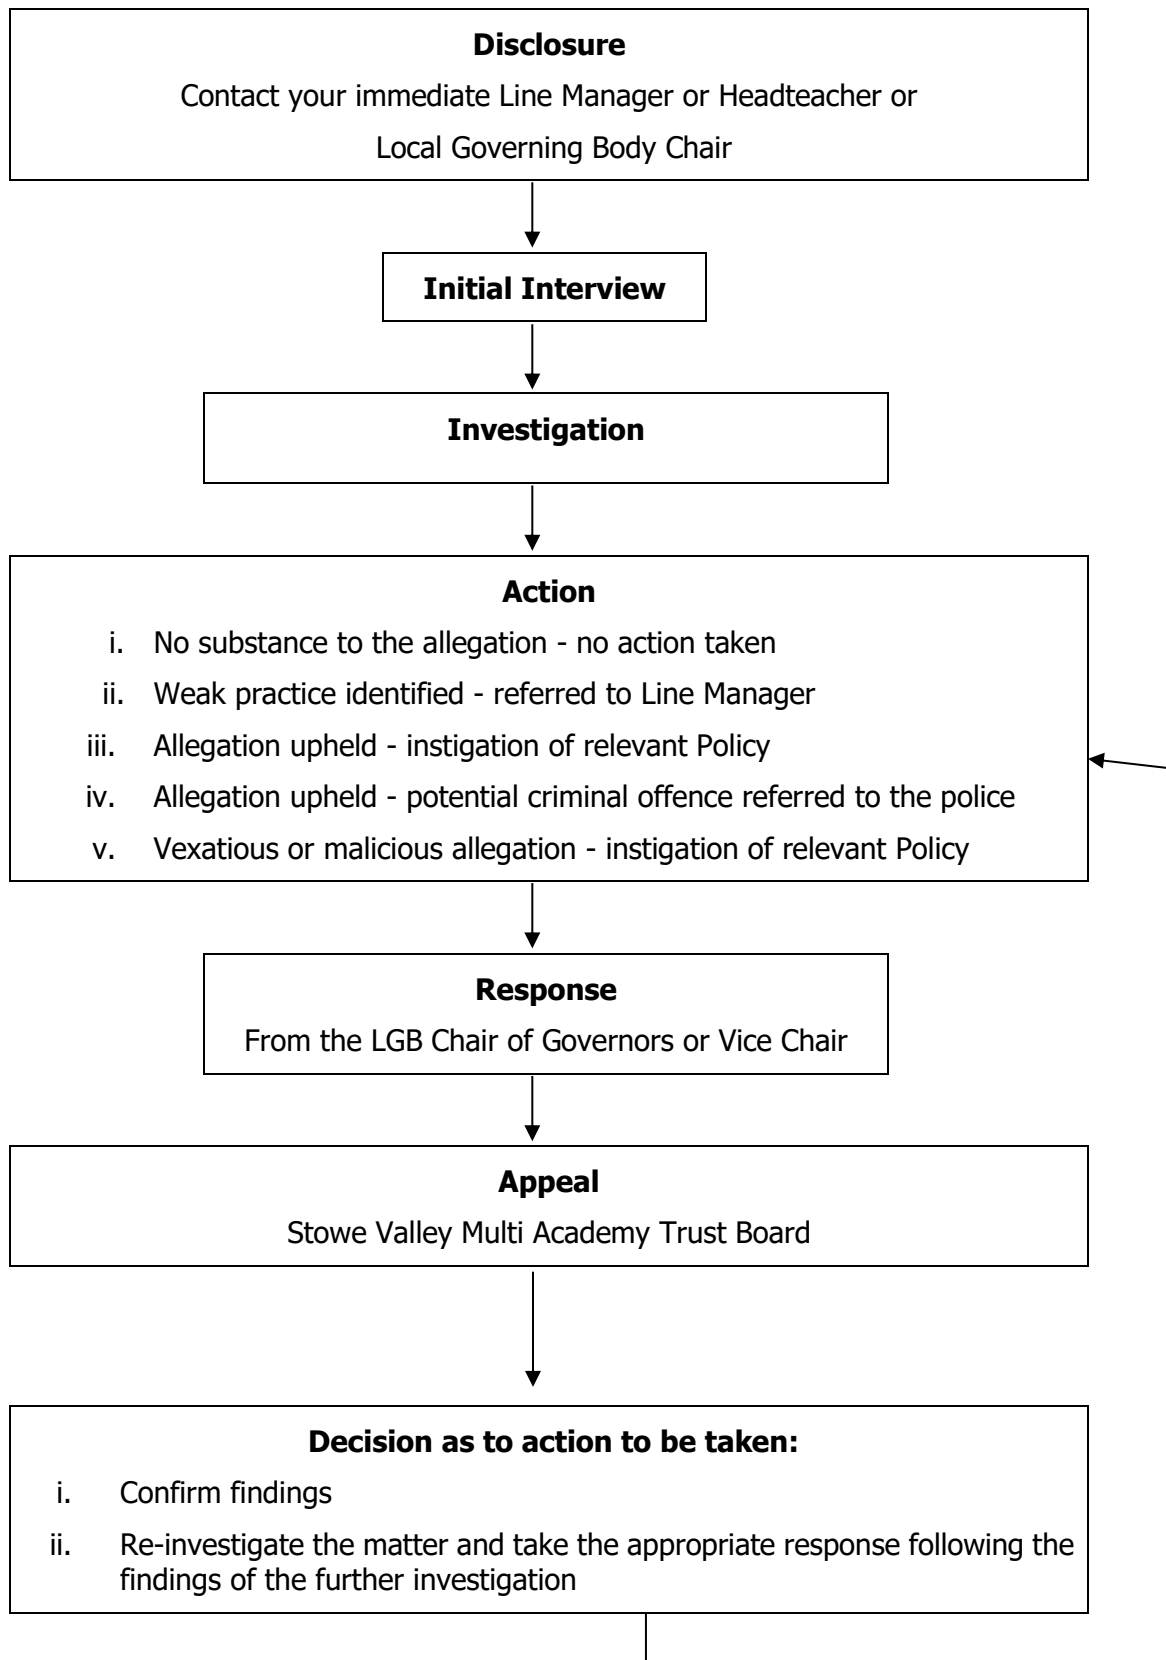 Disclosure
Contact your immediate Line Manager or Headteacher or
Local Governing Body Chair
Initial Interview
Investigation
Action
i. No substance to the allegation - no action taken
ii. Weak practice identified - referred to Line Manager
iii. Allegation upheld - instigation of relevant Policy
iv. Allegation upheld - potential criminal offence referred to the police
v. Vexatious or malicious allegation - instigation of relevant Policy
Response
From the LGB Chair of Governors or Vice Chair
Appeal
Stowe Valley Multi Academy Trust Board
Decision as to action to be taken:
i. Confirm findings
ii. Re-investigate the matter and take the appropriate response following the
findings of the further investigation